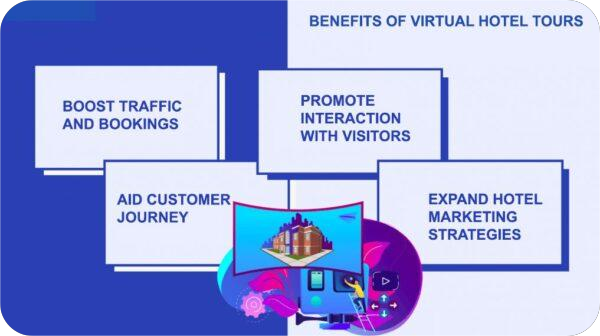 BENEFITS OF VIRTUAL HOTEL TOURS
BOOST TRAFFIC
AND BOOKINGS
PROMOTE
INTERACTION
WITH VISITORS
AID CUSTOMER
JOURNEY
EXPAND HOTEL
MARKETING
STRATEGIES